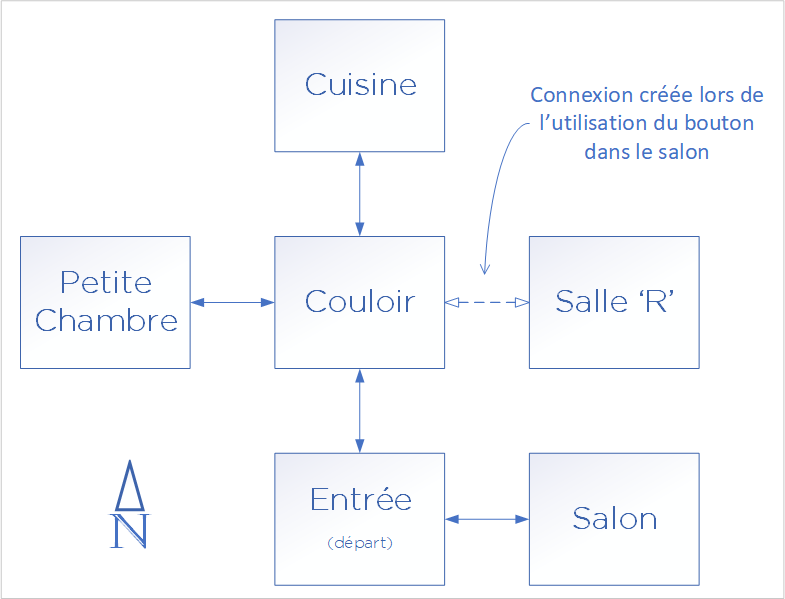 Cuisine
Connexion créée lors de
l’utilisation du bouton
dans le salon
Petite
Chambre
Couloir
Salle ‘R’
Entrée
(départ)
Salon
N